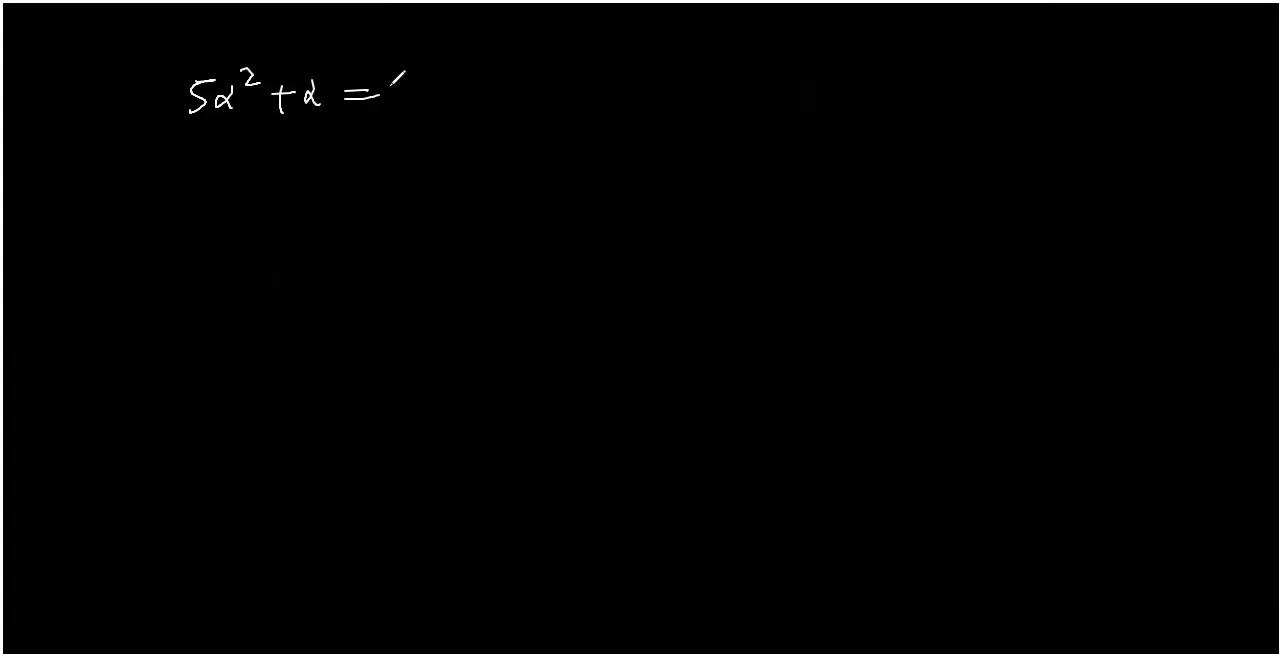 5α² + α =